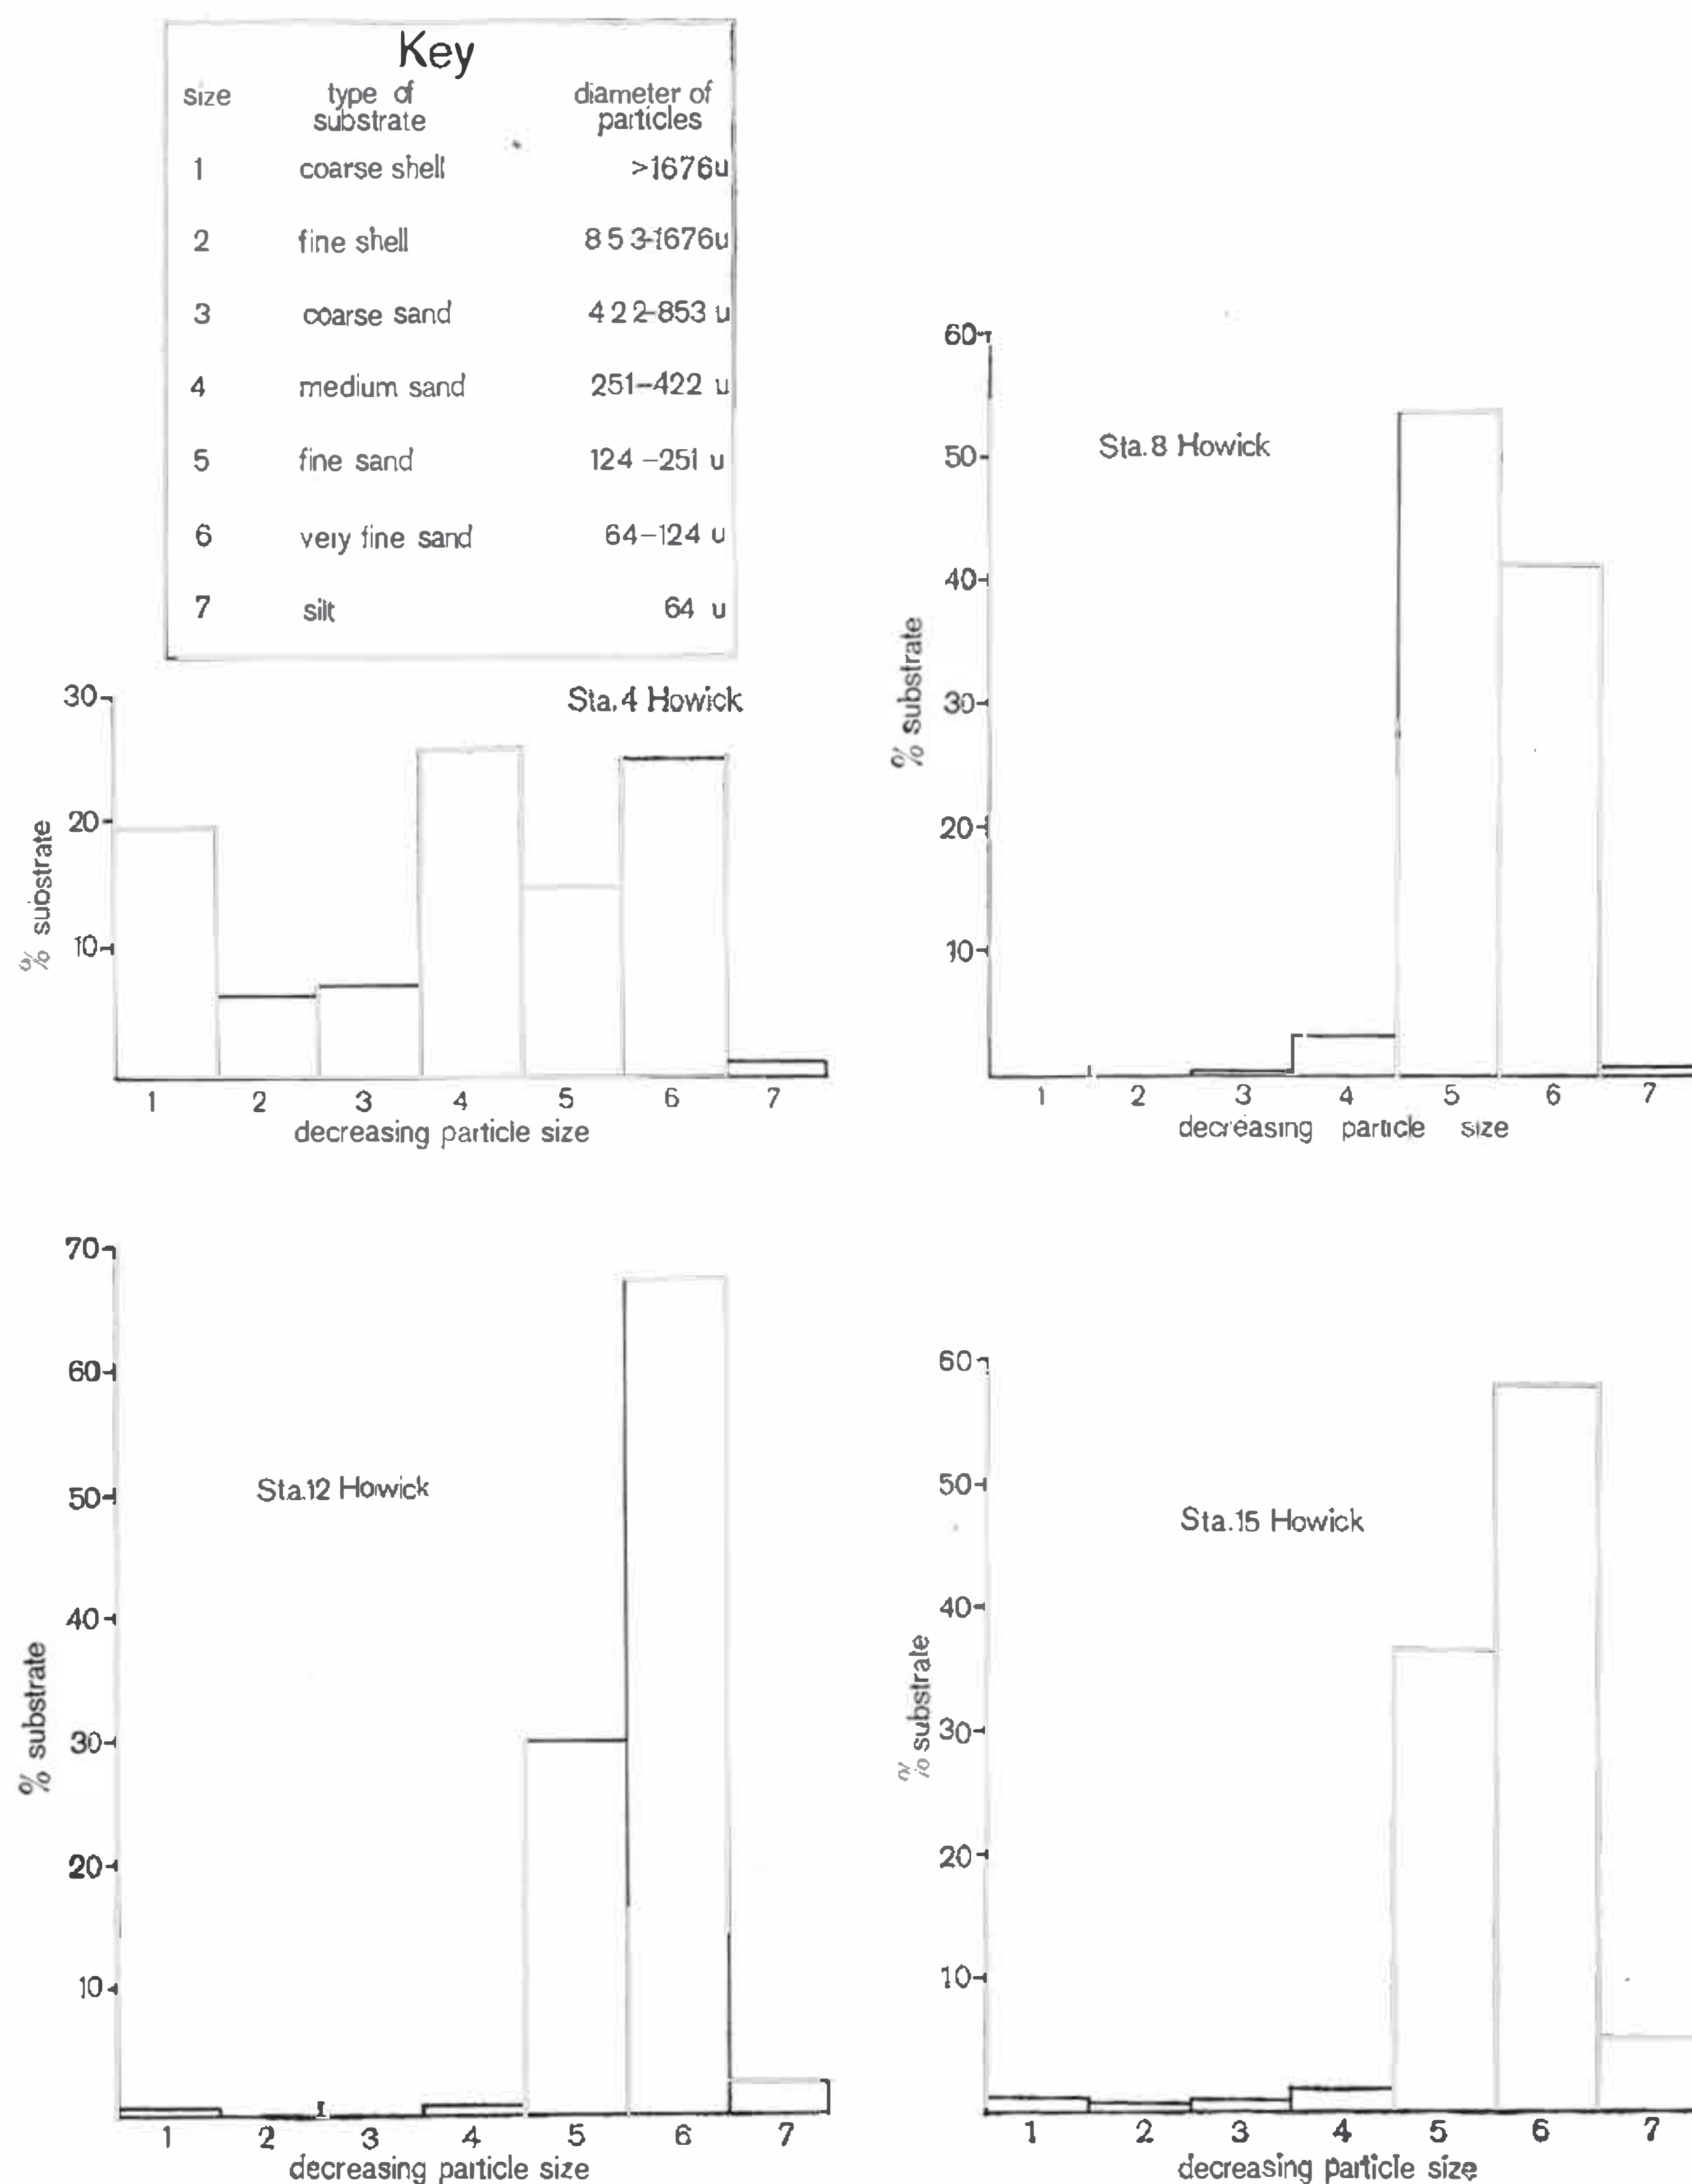 Key
size type of substrate diameter of particles
1 coarse shell >1676u
2 fine shell 853-1676u
3 coarse sand 422-853 u
4 medium sand 251-422 u
5 fine sand 124-251 u
6 very fine sand 64-124 u
7 silt 64 u
Sta.4 Howick
30
20
10
% substrate
1 2 3 4 5 6 7
decreasing particle size
Sta.8 Howick
60
50
40
30
20
10
% substrate
1 2 3 4 5 6 7
decreasing particle size
Sta.12 Howick
70
60
50
40
30
20
10
% substrate
1 2 3 4 5 6 7
decreasing particle size
Sta.15 Howick
60
50
40
30
20
10
% substrate
1 2 3 4 5 6 7
decreasing particle size